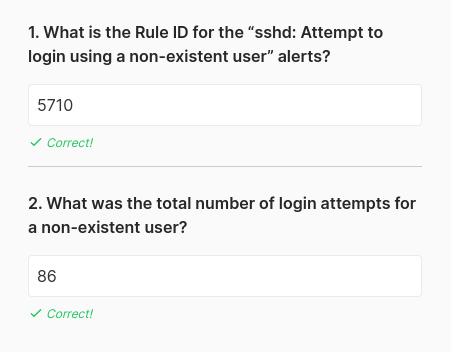 1. What is the Rule ID for the “sshd: Attempt to
login using a non-existent user” alerts?
5710
Correct!
2. What was the total number of login attempts for
a non-existent user?
86
Correct!